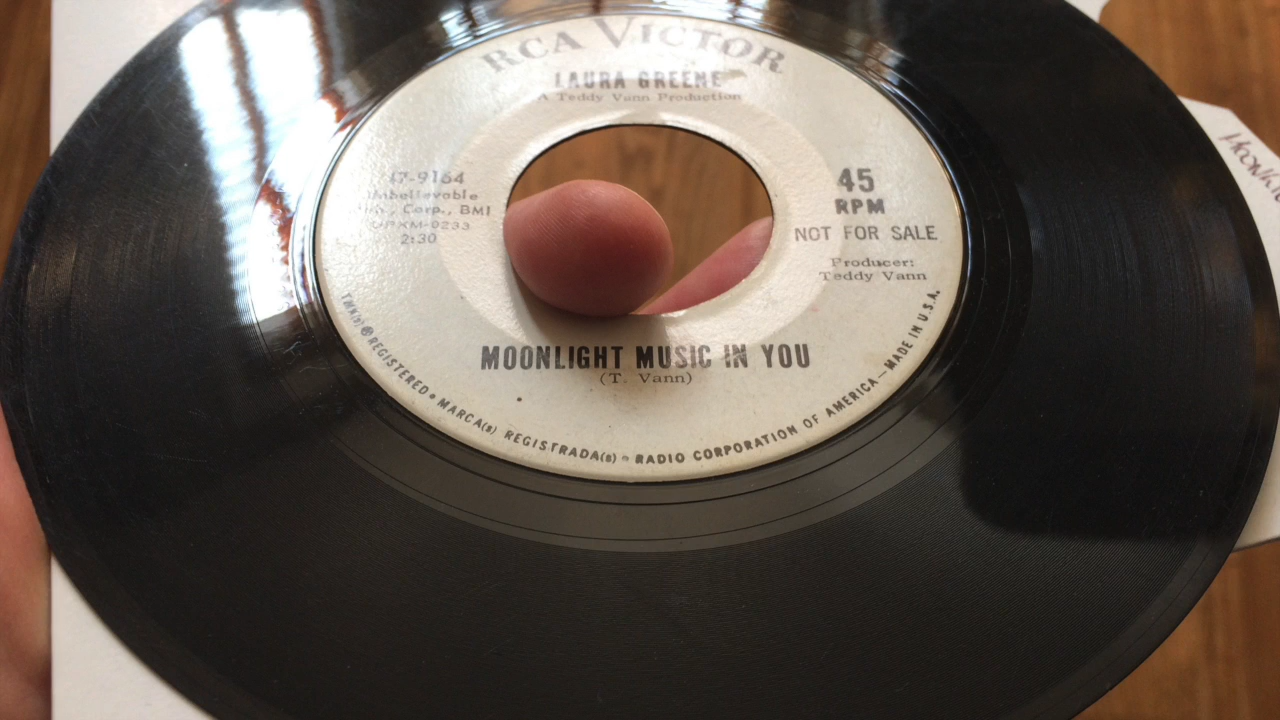 RCA VICTOR
LAURA GREENE
A Teddy Vann Production
47-9164
Unbelievable
Corp., BMI
2:30
45
RPM
NOT FOR SALE
Producer:
Teddy Vann
MOONLIGHT MUSIC IN YOU
(T. Vann)
TMK(s) ® REGISTERED • MARCA(s) REGISTRADA(s) • RADIO CORPORATION OF AMERICA — MADE IN U.S.A.